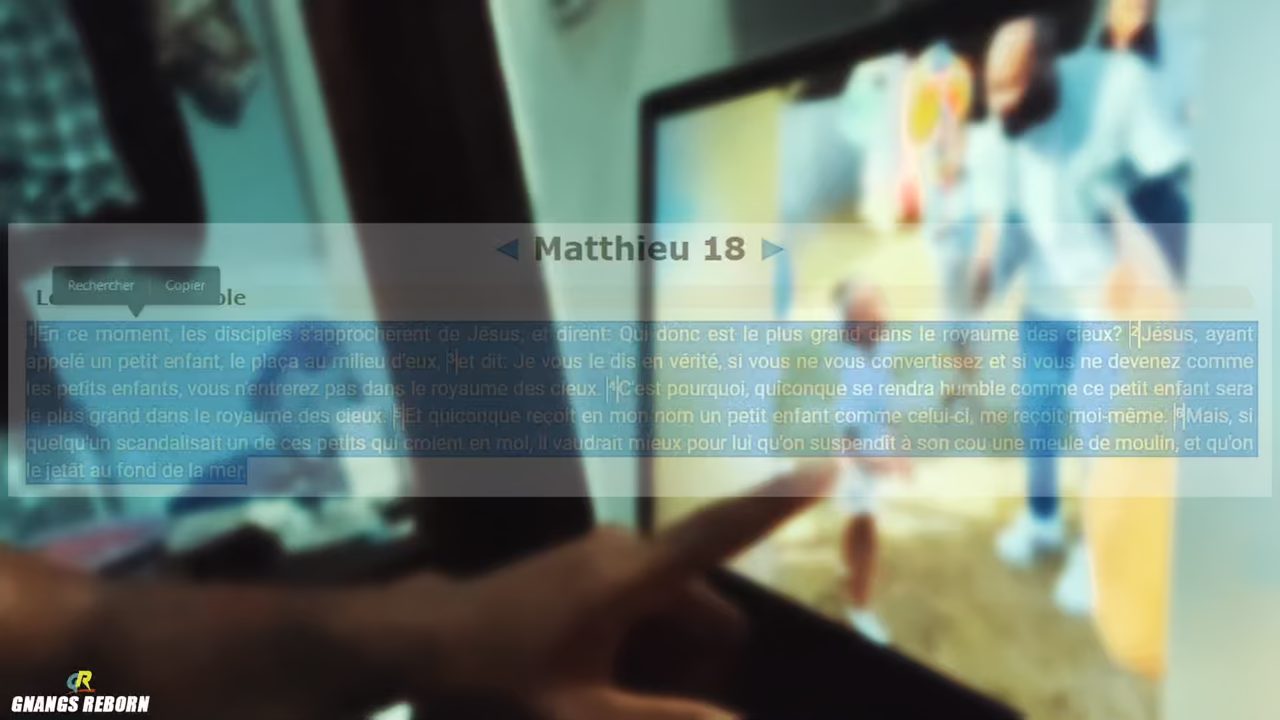 Matthieu 18
Rechercher Copier
ble
¹En ce moment, les disciples s'approchèrent de Jésus, et dirent: Qui donc est le plus grand dans le royaume des cieux? ²Jésus, ayant
appelé un petit enfant, le plaça au milieu d'eux, ³et dit: Je vous le dis en vérité, si vous ne vous convertissez et si vous ne devenez comme
les petits enfants, vous n'entrerez pas dans le royaume des cieux. ⁴C'est pourquoi, quiconque se rendra humble comme ce petit enfant sera
le plus grand dans le royaume des cieux. ⁵Et quiconque reçoit en mon nom un petit enfant comme celui-ci, me reçoit moi-même. ⁶Mais, si
quelqu'un scandalisait un de ces petits qui croient en moi, il vaudrait mieux pour lui qu'on suspendît à son cou une meule de moulin, et qu'on
le jetât au fond de la mer
GR
GNANGS REBORN